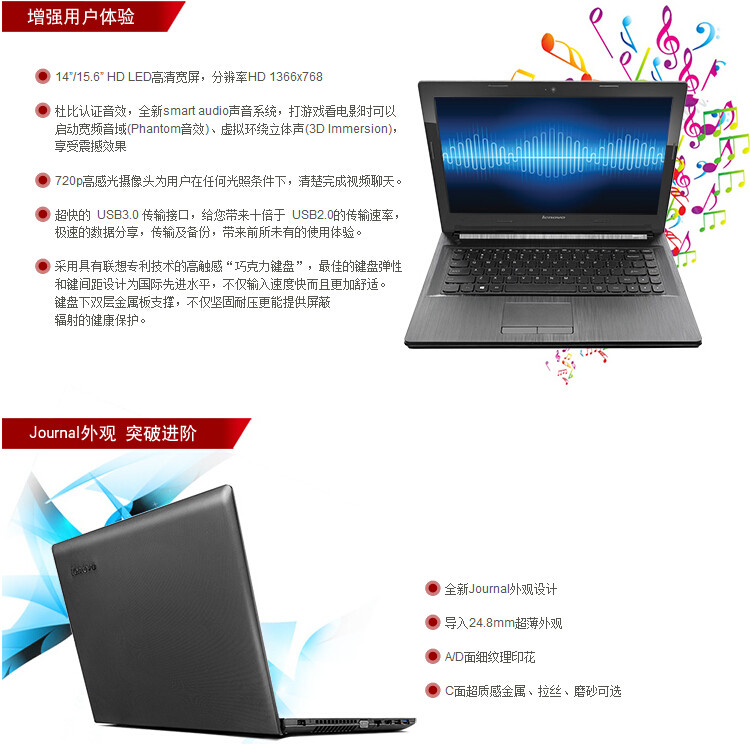 增强用户体验
14"/15.6" HD LED高清宽屏，分辨率HD 1366x768
杜比认证音效，全新smart audio声音系统，打游戏看电影时可以
启动宽频音域(Phantom音效)、虚拟环绕立体声(3D Immersion)，
享受震撼效果
720p高感光摄像头为用户在任何光照条件下，清楚完成视频聊天。
超快的 USB3.0 传输接口，给您带来十倍于 USB2.0的传输速率，
极速的数据分享，传输及备份，带来前所未有的使用体验。
采用具有联想专利技术的高触感“巧克力键盘”，最佳的键盘弹性
和键间距设计为国际先进水平，不仅输入速度快而且更加舒适。
键盘下双层金属板支撑，不仅坚固耐压更能提供屏蔽
辐射的健康保护。
lenovo
Journal外观 突破进阶
lenovo
全新Journal外观设计
导入24.8mm超薄外观
A/D面细纹理印花
C面超质感金属、拉丝、磨砂可选